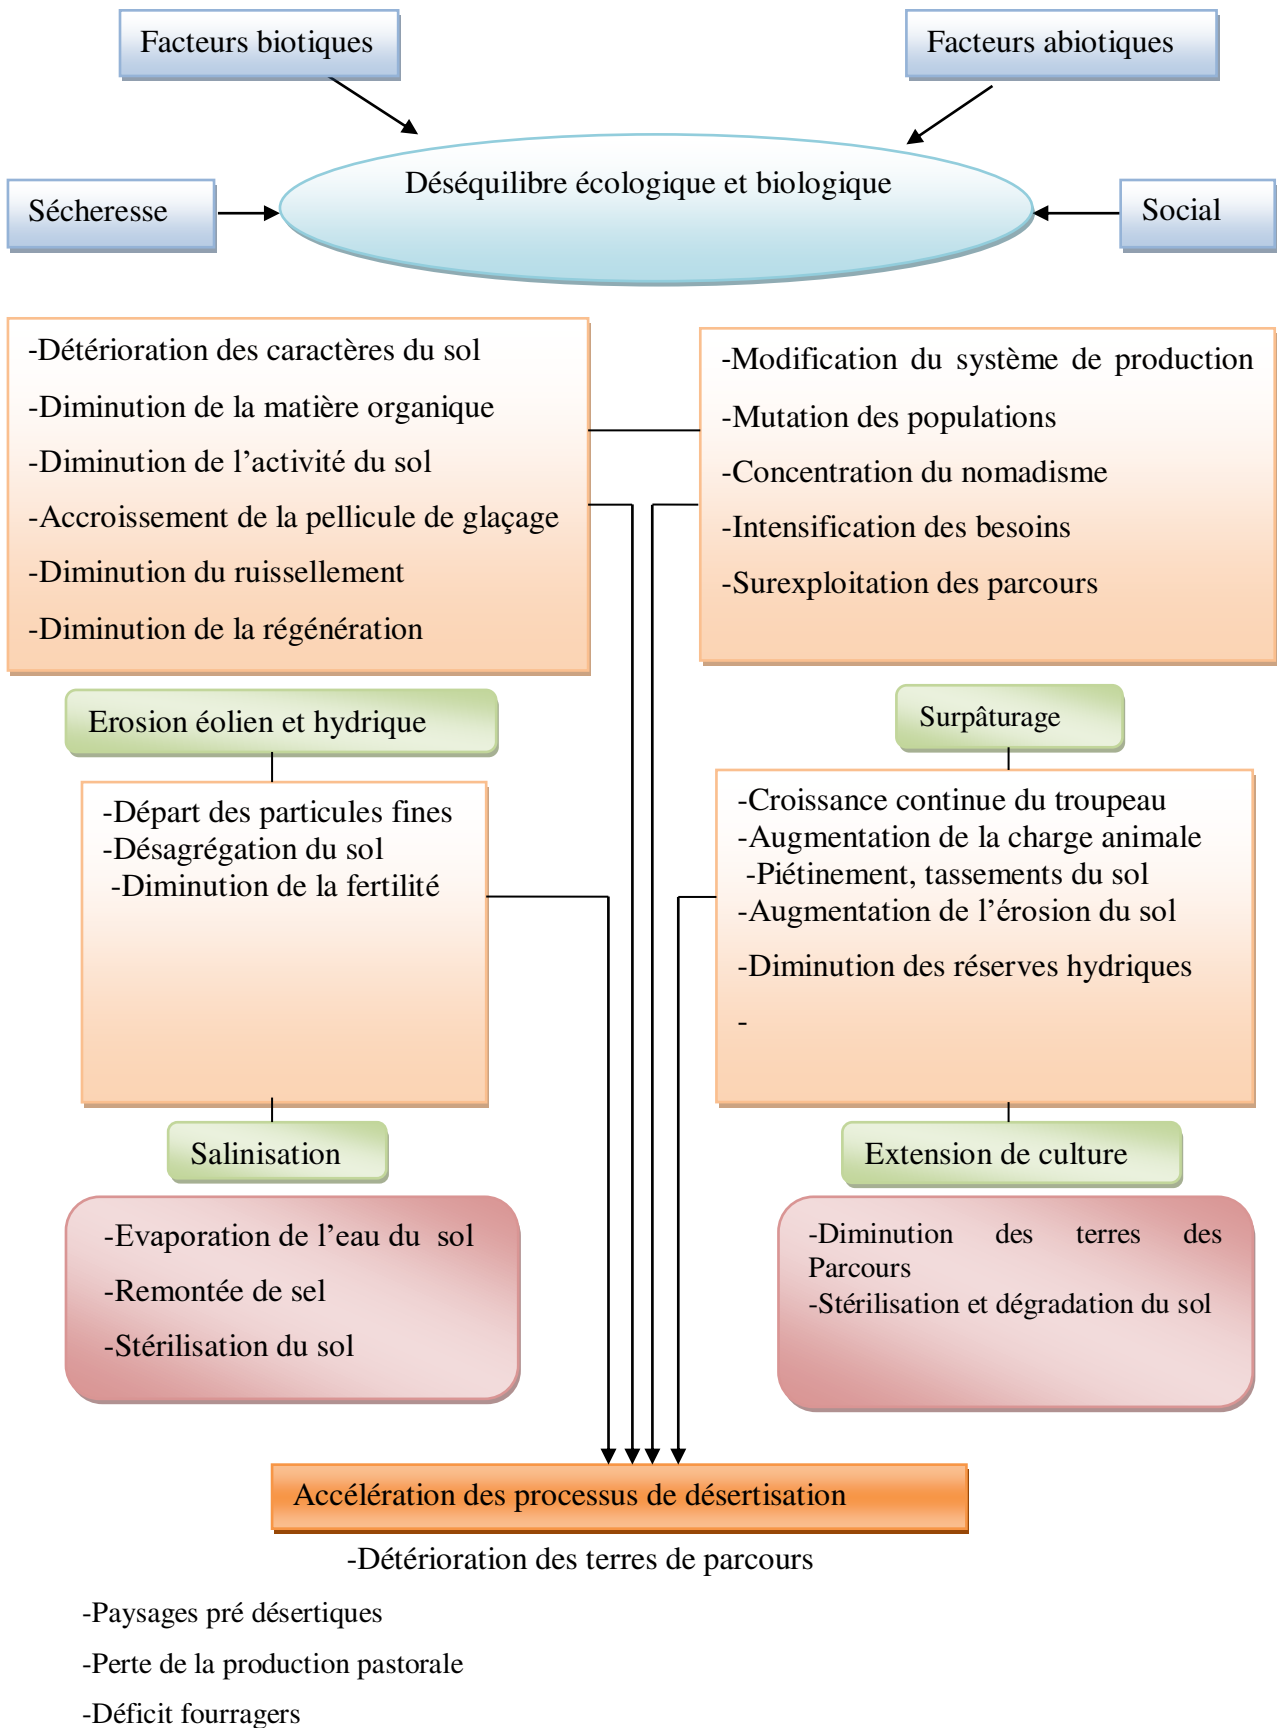 Facteurs biotiques
Facteurs abiotiques
Déséquilibre écologique et biologique
Sécheresse
Social
-Détérioration des caractères du sol
-Diminution de la matière organique
-Diminution de l’activité du sol
-Accroissement de la pellicule de glaçage
-Diminution du ruissellement
-Diminution de la régénération
-Modification du système de production
-Mutation des populations
-Concentration du nomadisme
-Intensification des besoins
-Surexploitation des parcours
Erosion éolien et hydrique
Surpâturage
-Départ des particules fines
-Désagrégation du sol
-Diminution de la fertilité
-Croissance continue du troupeau
-Augmentation de la charge animale
-Piétinement, tassements du sol
-Augmentation de l’érosion du sol
-Diminution des réserves hydriques
-
Salinisation
Extension de culture
-Evaporation de l’eau du sol
-Remontée de sel
-Stérilisation du sol
-Diminution des terres des
Parcours
-Stérilisation et dégradation du sol
Accélération des processus de désertisation
-Détérioration des terres de parcours
-Paysages pré désertiques
-Perte de la production pastorale
-Déficit fourragers